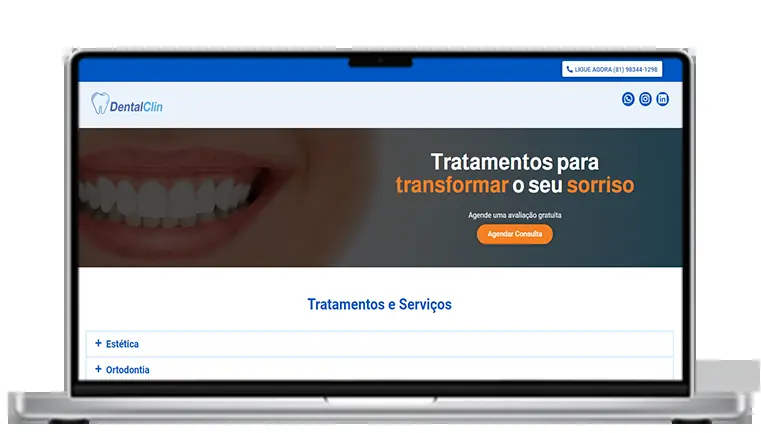 LIGUE AGORA (81) 98344-1298
DentalClin
Tratamentos para
transformar o seu sorriso
Agende uma avaliação gratuita
Agendar Consulta
Tratamentos e Serviços
+ Estética
+ Ortodontia